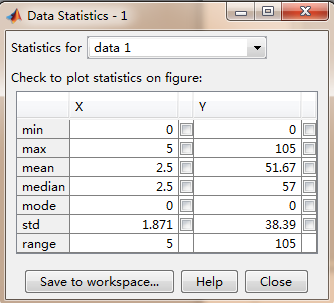 Data Statistics - 1
Statistics for data 1
Check to plot statistics on figure:
X Y
min 0 0
max 5 105
mean 2.5 51.67
median 2.5 57
mode 0 0
std 1.871 38.39
range 5 105
Save to workspace... Help Close